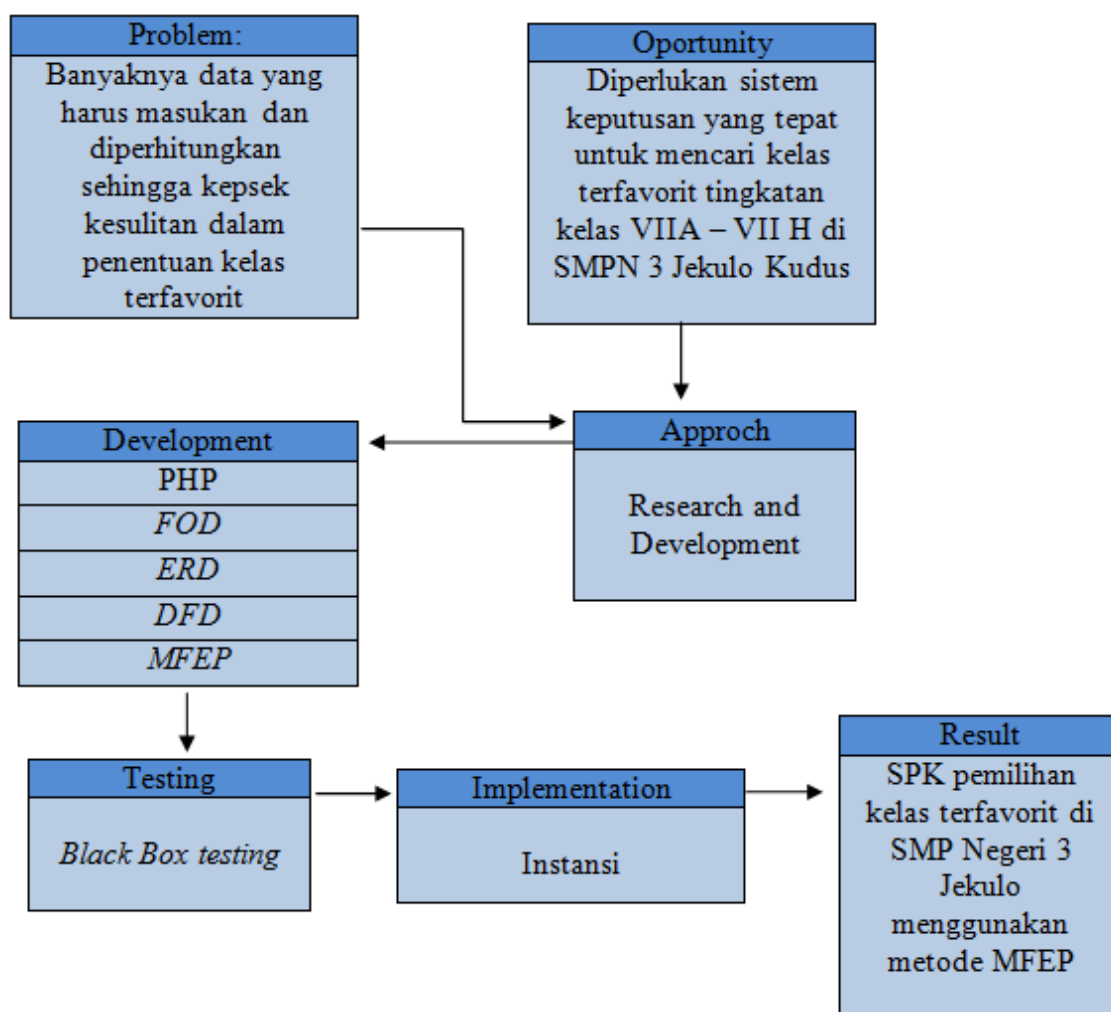 Problem:
Banyaknya data yang
harus masukan dan
diperhitungkan
sehingga kepsek
kesulitan dalam
penentuan kelas
terfavorit
Oportunity
Diperlukan sistem
keputusan yang tepat
untuk mencari kelas
terfavorit tingkatan
kelas VIIA – VII H di
SMPN 3 Jekulo Kudus
Approch
Research and
Development
Development
PHP
FOD
ERD
DFD
MFEP
Testing
Black Box testing
Implementation
Instansi
Result
SPK pemilihan
kelas terfavorit di
SMP Negeri 3
Jekulo
menggunakan
metode MFEP